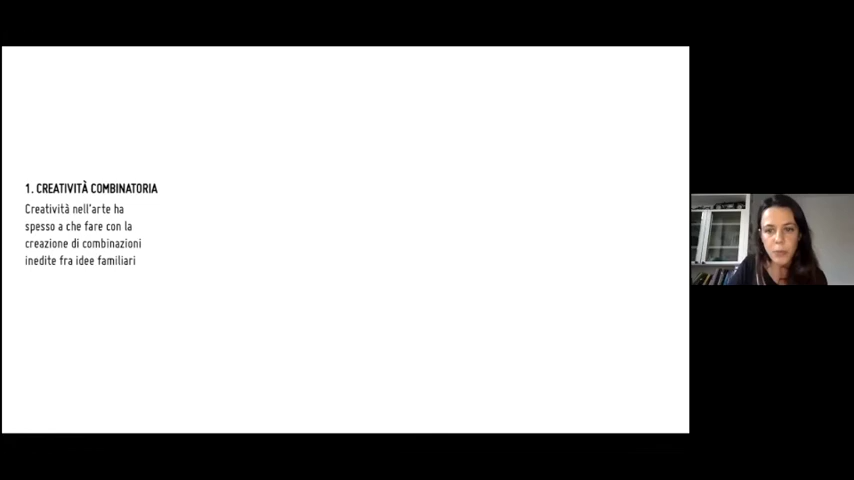 1. CREATIVITÀ COMBINATORIA
Creatività nell'arte ha
spesso a che fare con la
creazione di combinazioni
inedite fra idee familiari